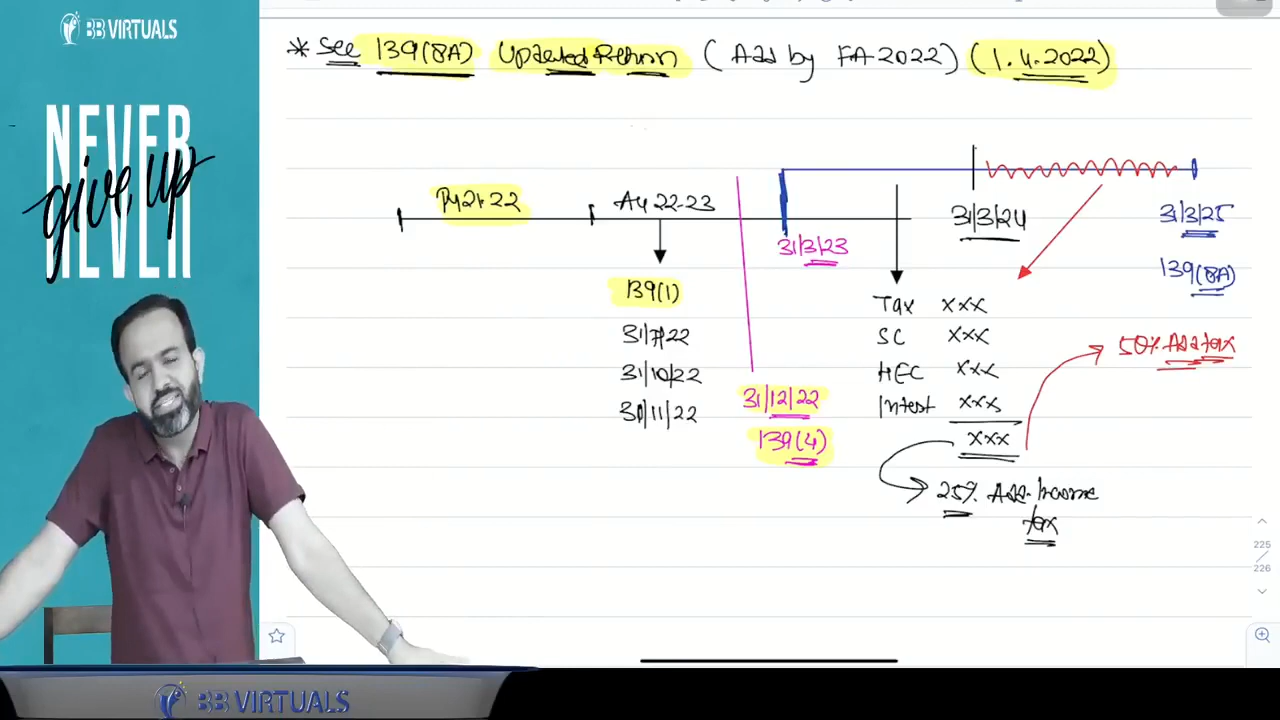 BB VIRTUALS
NEVER
give up
NEVER
* See 139(8A) Updated Return (Add by FA-2022) (1.4.2022)
PY 21-22
AY 22-23
31/3/23
31/3/24
31/3/25
139(8A)
139(1)
31/7/22
31/10/22
30/11/22
31/12/22
139(4)
Tax XXX
SC XXX
HEC XXX
Intest XXX
XXX
50% Add tax
25% Add. Income
tax
225
/
226
BB VIRTUALS